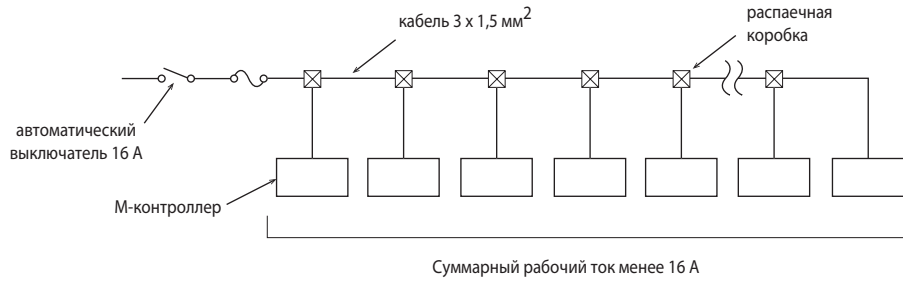 кабель 3 x 1,5 мм²
распаечная
коробка
автоматический
выключатель 16 А
М-контроллер
Суммарный рабочий ток менее 16 А